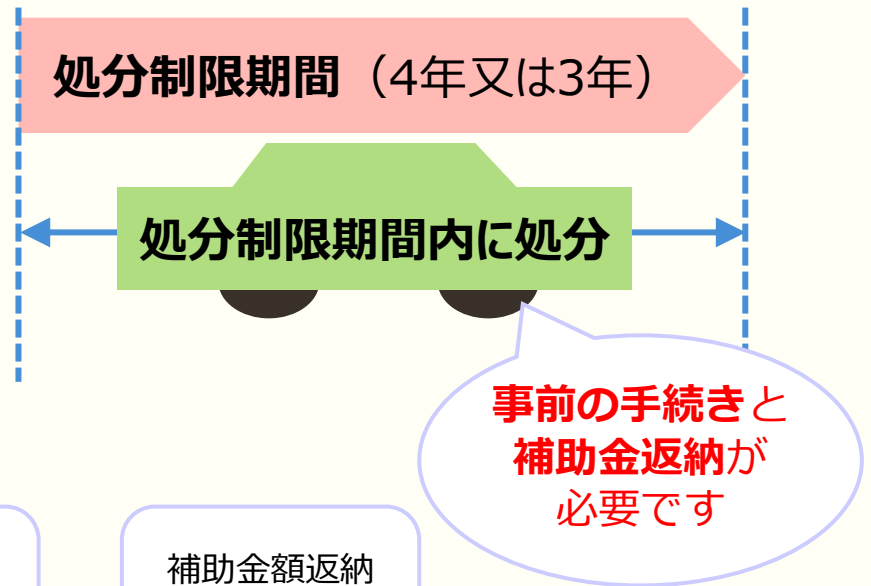 処分制限期間（4年又は3年）
処分制限期間内に処分
事前の手続きと
補助金返納が
必要です
補助金額返納